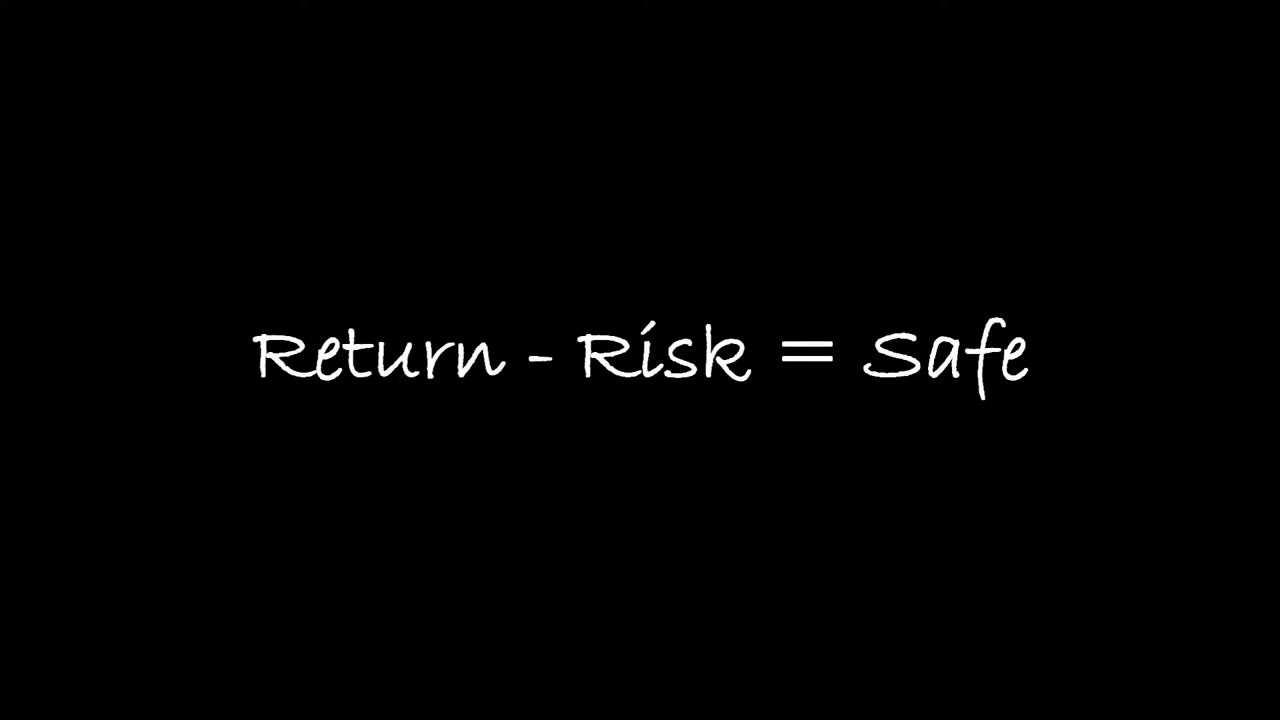 Return - Risk = Safe